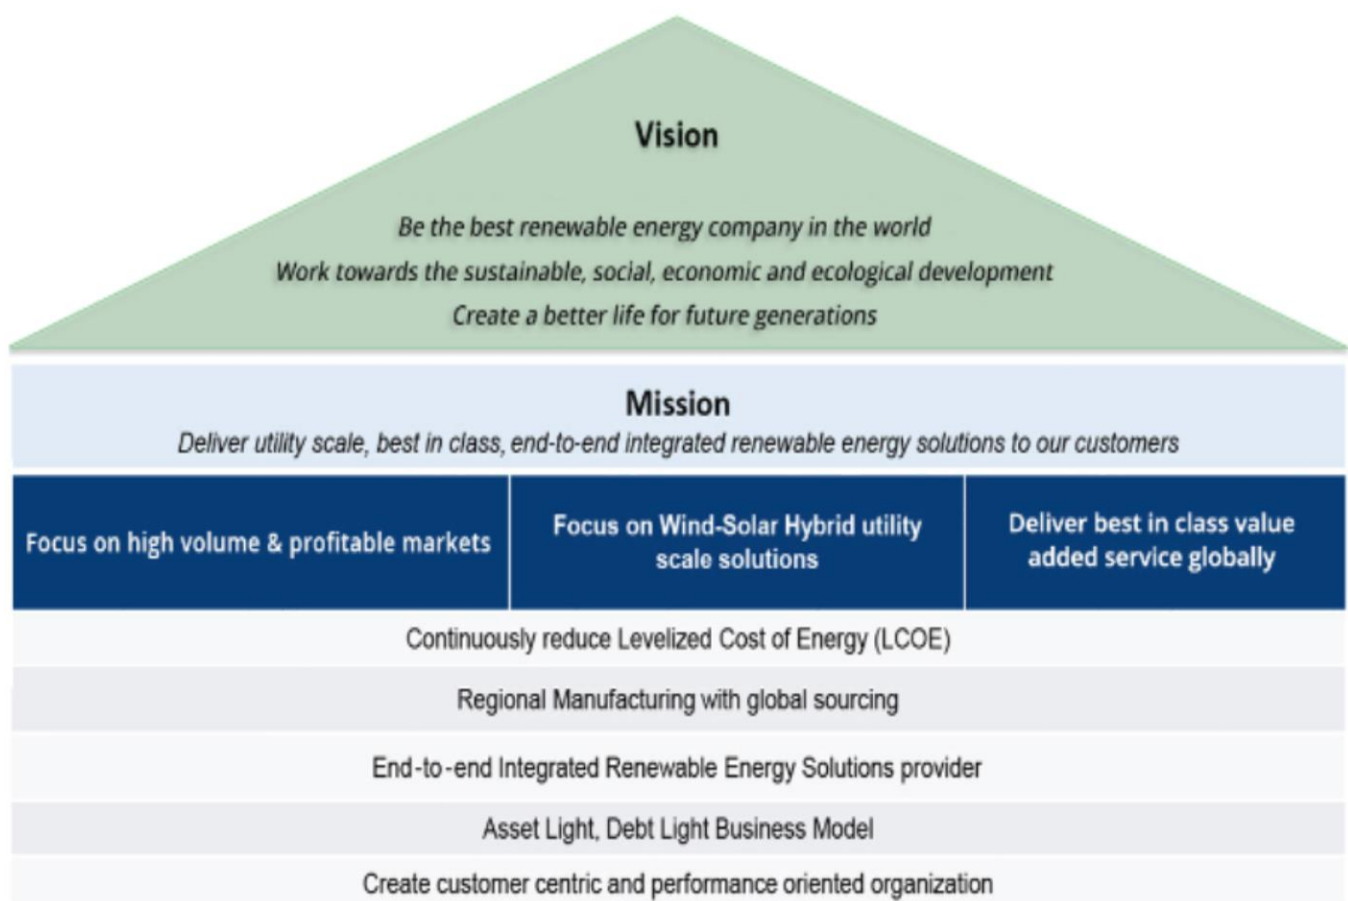 Vision
Be the best renewable energy company in the world
Work towards the sustainable, social, economic and ecological development
Create a better life for future generations
Mission
Deliver utility scale, best in class, end-to-end integrated renewable energy solutions to our customers
Focus on high volume & profitable markets
Focus on Wind-Solar Hybrid utility
scale solutions
Deliver best in class value
added service globally
Continuously reduce Levelized Cost of Energy (LCOE)
Regional Manufacturing with global sourcing
End-to-end Integrated Renewable Energy Solutions provider
Asset Light, Debt Light Business Model
Create customer centric and performance oriented organization